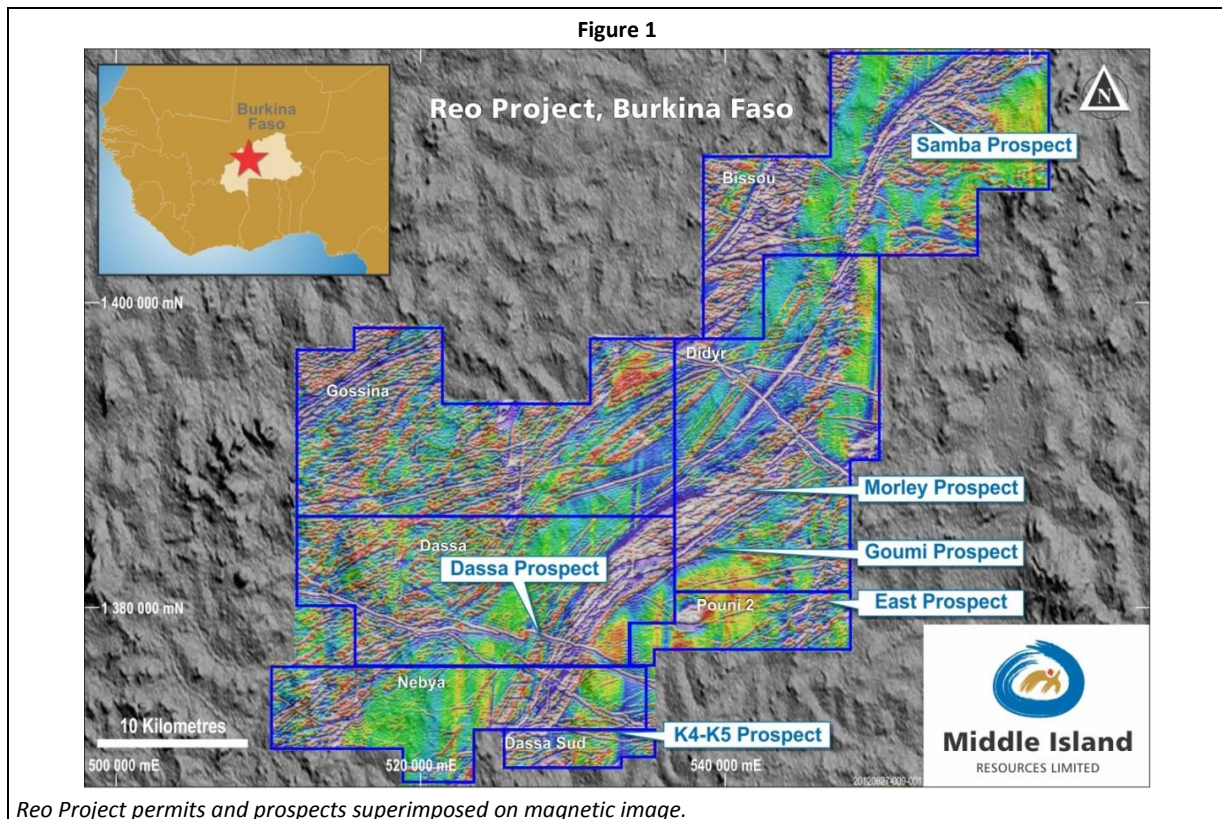 Figure 1
Burkina
Faso
Reo Project, Burkina Faso
N
Samba Prospect
Bissou
1 400 000 mN
Didyr
Gossina
Morley Prospect
Dassa
Goumi Prospect
Dassa Prospect
1 380 000 mN
Pouni 2
East Prospect
Nebya
10 Kilometres
Dassa Sud
K4-K5 Prospect
500 000 mE
520 000 mE
540 000 mE
Middle Island
RESOURCES LIMITED
20120827-009-001
Reo Project permits and prospects superimposed on magnetic image.